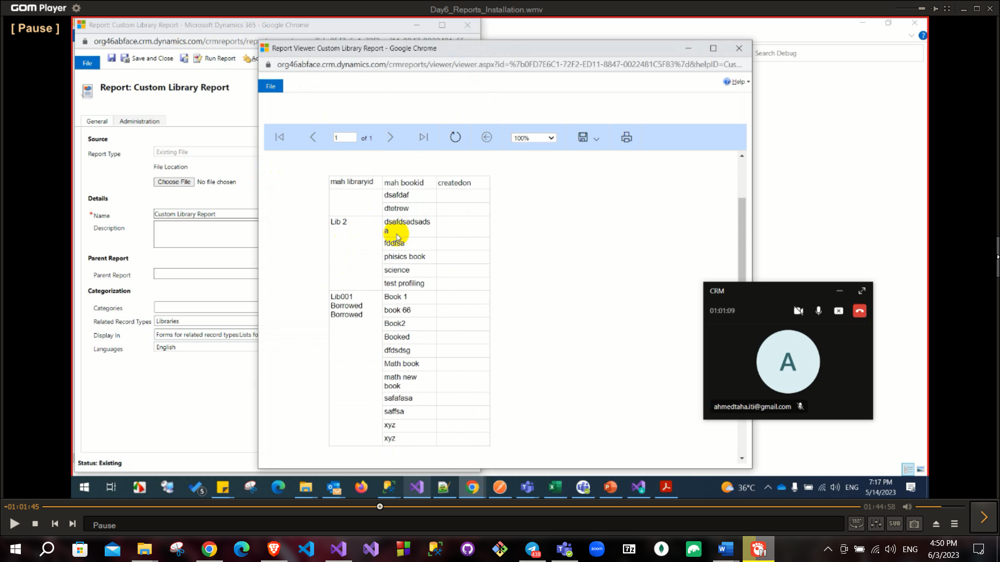 GOM Player
Day6_Reports_Installation.wmv
[ Pause ]
Report: Custom Library Report - Microsoft Dynamics 365 - Google Chrome
org46abface.crm.dynamics.com/crmreports/rep
Report Viewer: Custom Library Report - Google Chrome
Search Debug
File
Save and Close
Run Report
org46abface.crm.dynamics.com/crmreports/viewer/viewer.aspx?id=%7b0FD7E6C1-72F2-ED11-8847-0022481C5F83%7d&helpID=Cus...
File
Help
Report: Custom Library Report
General
Administration
Source
Report Type
Existing File
File Location
Choose File
No file chosen
Details
* Name
Custom Library Report
Description
Parent Report
Parent Report
Categorization
Categories
Related Record Types
Libraries
Display In
Forms for related record types;Lists fo
Languages
English
Status: Existing
1
of 1
100%
mah libraryid
mah bookid
createdon
dsafdaf
dtetrew
Lib 2
dsafdsadsads
a
fddfsa
phisics book
science
test profiling
Lib001
Borrowed
Borrowed
Book 1
book 66
Book2
Booked
dfdsdsg
Math book
math new
book
safafasa
saffsa
xyz
xyz
CRM
01:01:09
A
ahmedtaha.iti@gmail.com
5
36°C
ENG
7:17 PM
5/14/2023
-01:01:45
01:44:58
Pause
360°
SUB
438
zoom
7z
W
ENG
4:50 PM
6/3/2023